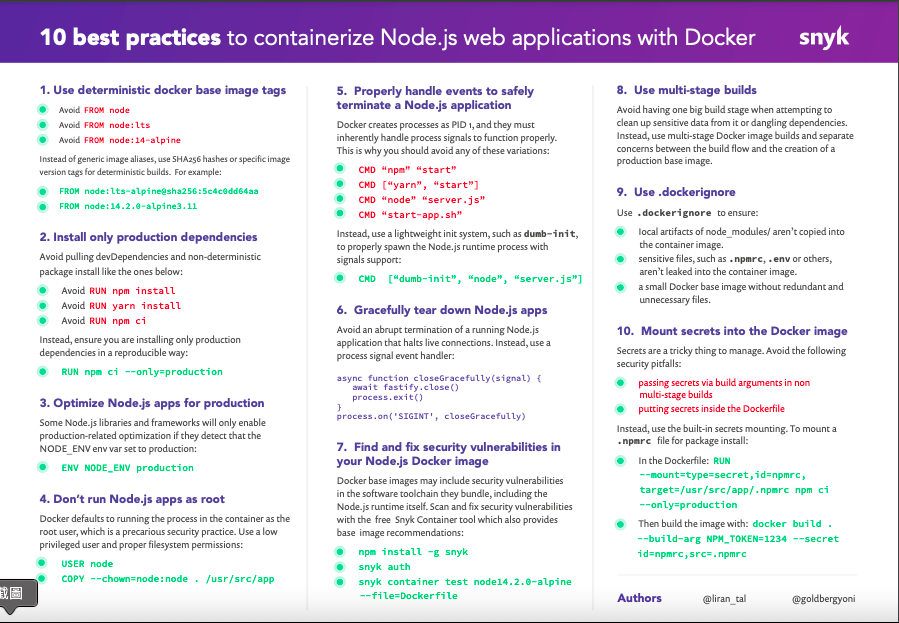 10 best practices to containerize Node.js web applications with Docker
snyk
1. Use deterministic docker base image tags
Avoid FROM node
Avoid FROM node:lts
Avoid FROM node:14-alpine
Instead of generic image aliases, use SHA256 hashes or specific image
version tags for deterministic builds. For example:
FROM node:lts-alpine@sha256:5c4c0dd64aa
FROM node:14.2.0-alpine3.11
2. Install only production dependencies
Avoid pulling devDependencies and non-deterministic
package install like the ones below:
Avoid RUN npm install
Avoid RUN yarn install
Avoid RUN npm ci
Instead, ensure you are installing only production
dependencies in a reproducible way:
RUN npm ci --only=production
3. Optimize Node.js apps for production
Some Node.js libraries and frameworks will only enable
production-related optimization if they detect that the
NODE_ENV env var set to production:
ENV NODE_ENV production
4. Don’t run Node.js apps as root
Docker defaults to running the process in the container as the
root user, which is a precarious security practice. Use a low
privileged user and proper filesystem permissions:
USER node
COPY --chown=node:node . /usr/src/app
截圖
5. Properly handle events to safely
terminate a Node.js application
Docker creates processes as PID 1, and they must
inherently handle process signals to function properly.
This is why you should avoid any of these variations:
CMD “npm” “start”
CMD [“yarn”, “start”]
CMD “node” “server.js”
CMD “start-app.sh”
Instead, use a lightweight init system, such as dumb-init,
to properly spawn the Node.js runtime process with
signals support:
CMD [“dumb-init”, “node”, “server.js”]
6. Gracefully tear down Node.js apps
Avoid an abrupt termination of a running Node.js
application that halts live connections. Instead, use a
process signal event handler:
async function closeGracefully(signal) {
await fastify.close()
process.exit()
}
process.on('SIGINT', closeGracefully)
7. Find and fix security vulnerabilities in
your Node.js Docker image
Docker base images may include security vulnerabilities
in the software toolchain they bundle, including the
Node.js runtime itself. Scan and fix security vulnerabilities
with the free Snyk Container tool which also provides
base image recommendations:
npm install -g snyk
snyk auth
snyk container test node14.2.0-alpine
--file=Dockerfile
8. Use multi-stage builds
Avoid having one big build stage when attempting to
clean up sensitive data from it or dangling dependencies.
Instead, use multi-stage Docker image builds and separate
concerns between the build flow and the creation of a
production base image.
9. Use .dockerignore
Use .dockerignore to ensure:
local artifacts of node_modules/ aren’t copied into
the container image.
sensitive files, such as .npmrc, .env or others,
aren’t leaked into the container image.
a small Docker base image without redundant and
unnecessary files.
10. Mount secrets into the Docker image
Secrets are a tricky thing to manage. Avoid the following
security pitfalls:
passing secrets via build arguments in non
multi-stage builds
putting secrets inside the Dockerfile
Instead, use the built-in secrets mounting. To mount a
.npmrc file for package install:
In the Dockerfile: RUN
--mount=type=secret,id=npmrc,
target=/usr/src/app/.npmrc npm ci
--only=production
Then build the image with: docker build .
--build-arg NPM_TOKEN=1234 --secret
id=npmrc,src=.npmrc
Authors @liran_tal @goldbergyoni